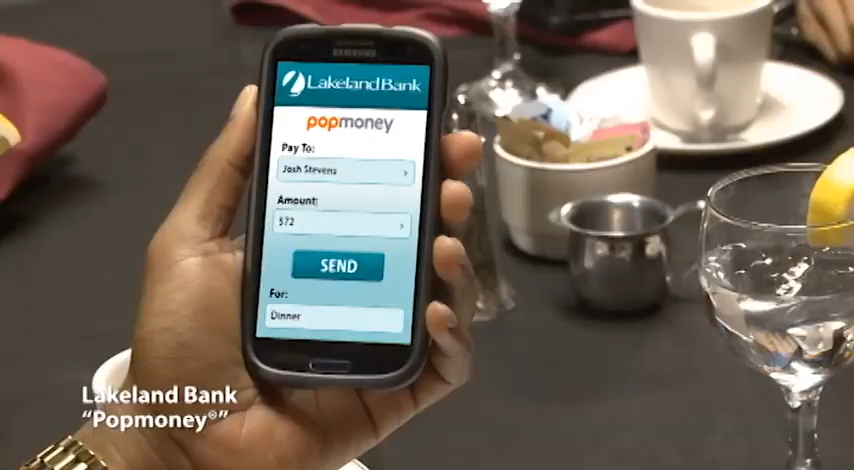 SAMSUNG
Lakeland Bank
popmoney
Pay To:
Josh Stevens
Amount:
$72
SEND
For:
Dinner
Lakeland Bank
“Popmoney®”